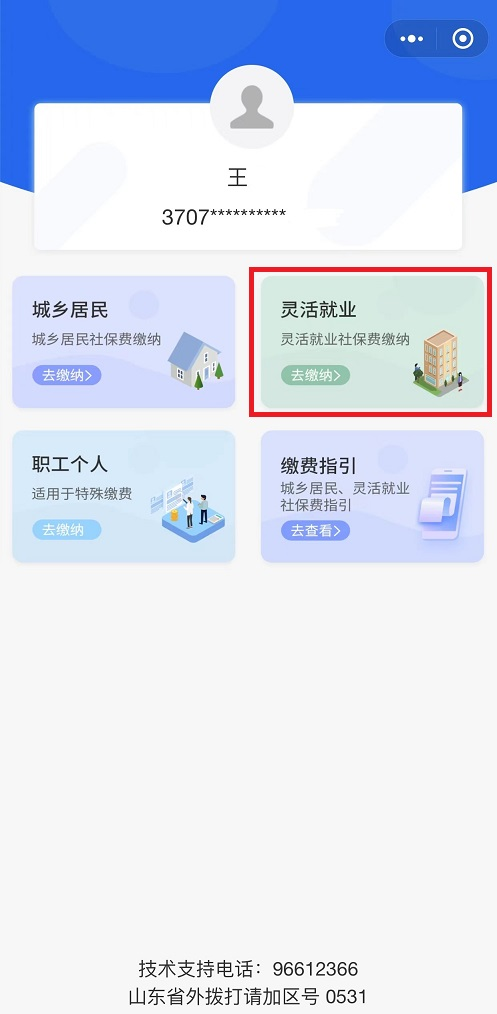 王
3707**********
城乡居民
城乡居民社保费缴纳
去缴纳>
灵活就业
灵活就业社保费缴纳
去缴纳>
职工个人
适用于特殊缴费
去缴纳
缴费指引
城乡居民、灵活就业
社保费指引
去查看>
技术支持电话：96612366
山东省外拨打请加区号 0531